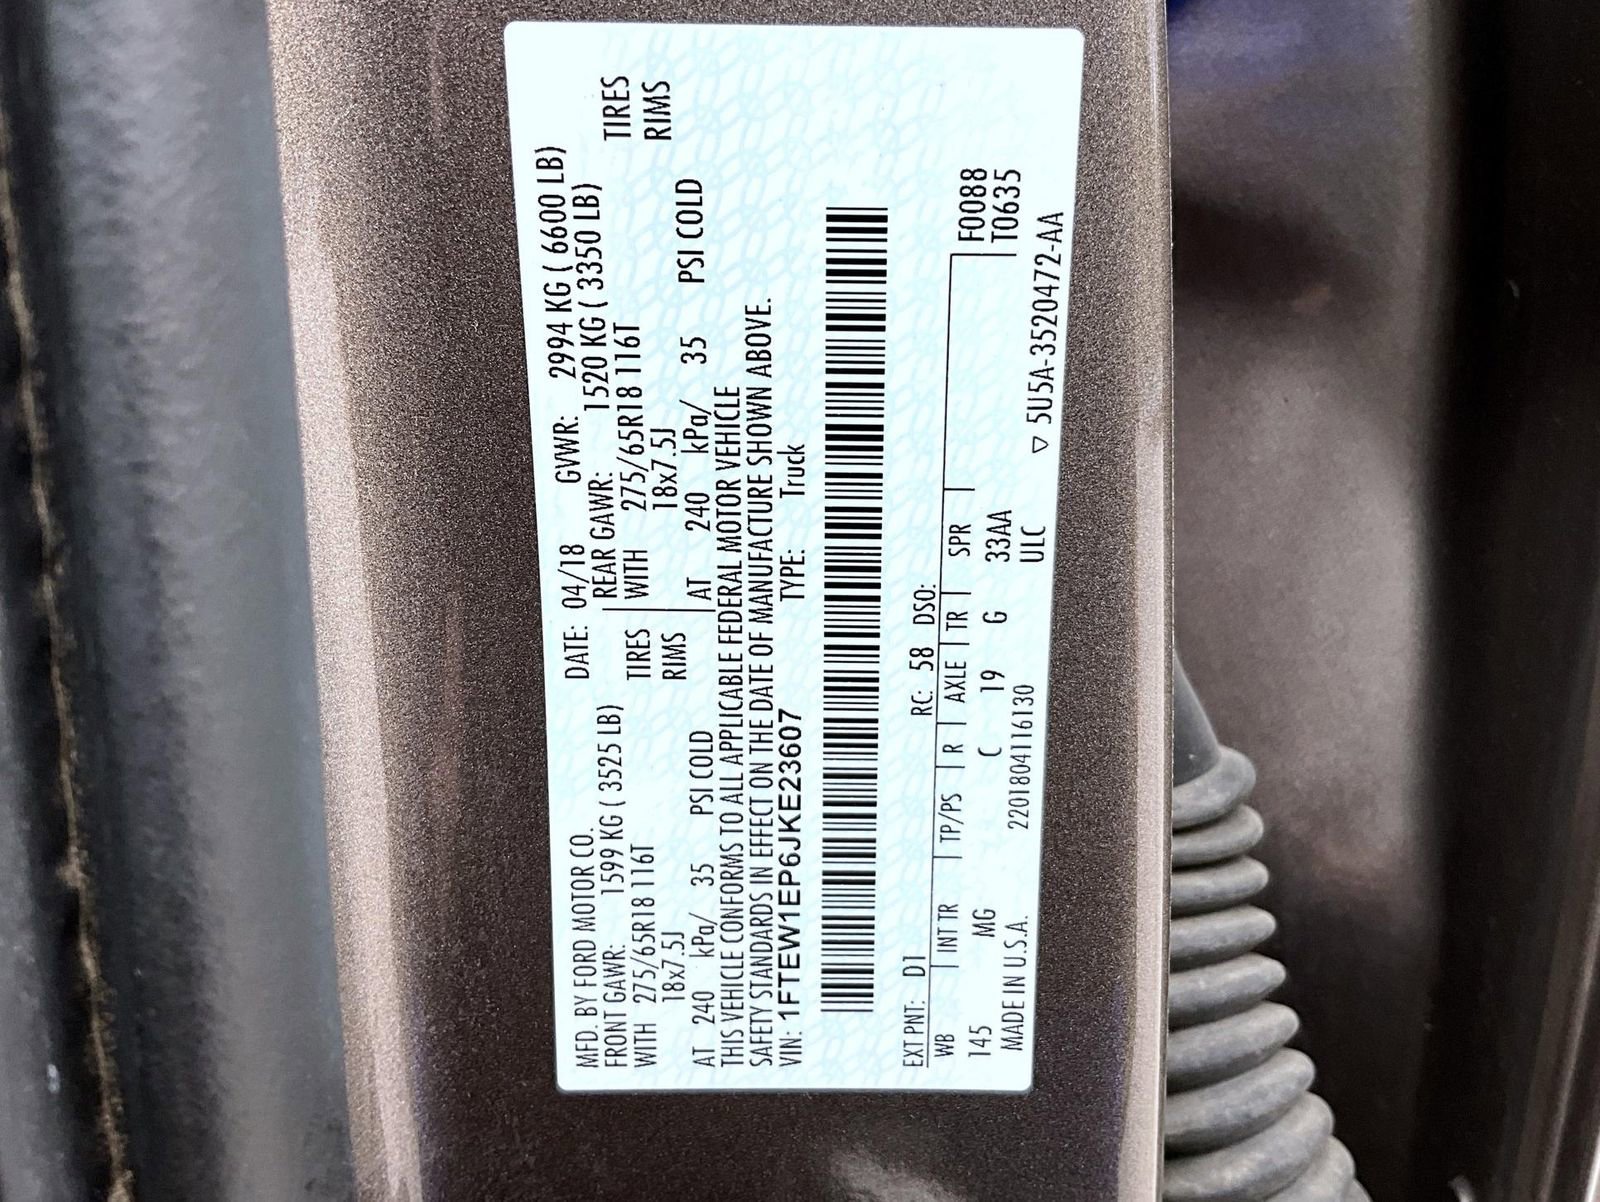 MFD. BY FORD MOTOR CO. DATE: 04/18 GVWR: 2994 KG ( 6600 LB)
FRONT GAWR: 1599 KG ( 3525 LB) REAR GAWR: 1520 KG ( 3350 LB)
WITH 275/65R18 116T TIRES WITH 275/65R18 116T TIRES
18x7.5J RIMS 18x7.5J RIMS
AT 240 kPa/ 35 PSI COLD AT 240 kPa/ 35 PSI COLD
THIS VEHICLE CONFORMS TO ALL APPLICABLE FEDERAL MOTOR VEHICLE
SAFETY STANDARDS IN EFFECT ON THE DATE OF MANUFACTURE SHOWN ABOVE.
VIN: 1FTEW1EP6JKE23607 TYPE: Truck
EXT PNT: D1 RC: 58 DSO:
WB INT TR TP/PS R AXLE TR SPR F0088
145 MG C 19 G 33AA T0635
MADE IN U.S.A. 220180411613​0 ULC
▽ 5U5A-3520472-AA